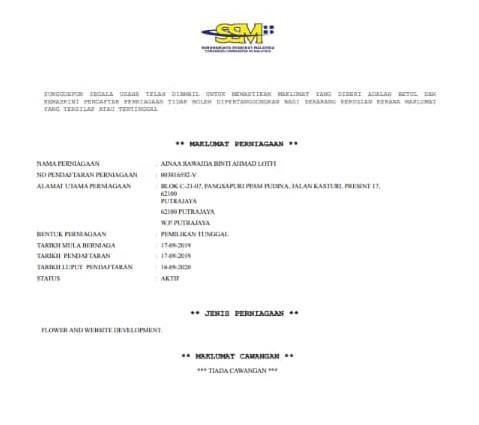 SSM
SURUHANJAYA SYARIKAT MALAYSIA
COMPANIES COMMISSION OF MALAYSIA
SUNGGUHPUN SEGALA USAHA TELAH DIAMBIL UNTUK MEMASTIKAN MAKLUMAT YANG DIBERI ADALAH BETUL DAN
KEMASKINI PENDAFTAR PERNIAGAAN TIDAK BOLEH DIPERTANGGUNGKAN BAGI SEBARANG KERUGIAN KERANA MAKLUMAT
YANG TERSILAP ATAU TERTINGGAL
** MAKLUMAT PERNIAGAAN **
NAMA PERNIAGAAN : AINAA RAWAIDA BINTI AHMAD LOTFI
NO PENDAFTARAN PERNIAGAAN : 003016592-V
ALAMAT UTAMA PERNIAGAAN : BLOK C-21-07, PANGSAPURI PPAM PUDINA, JALAN KASTURI, PRESINT 17,
62100
PUTRAJAYA
62100 PUTRAJAYA
W.P. PUTRAJAYA
BENTUK PERNIAGAAN : PEMILIKAN TUNGGAL
TARIKH MULA BERNIAGA : 17-09-2019
TARIKH PENDAFTARAN : 17-09-2019
TARIKH LUPUT PENDAFTARAN : 16-09-2020
STATUS : AKTIF
** JENIS PERNIAGAAN **
FLOWER AND WEBSITE DEVELOPMENT.
** MAKLUMAT CAWANGAN **
*** TIADA CAWANGAN ***